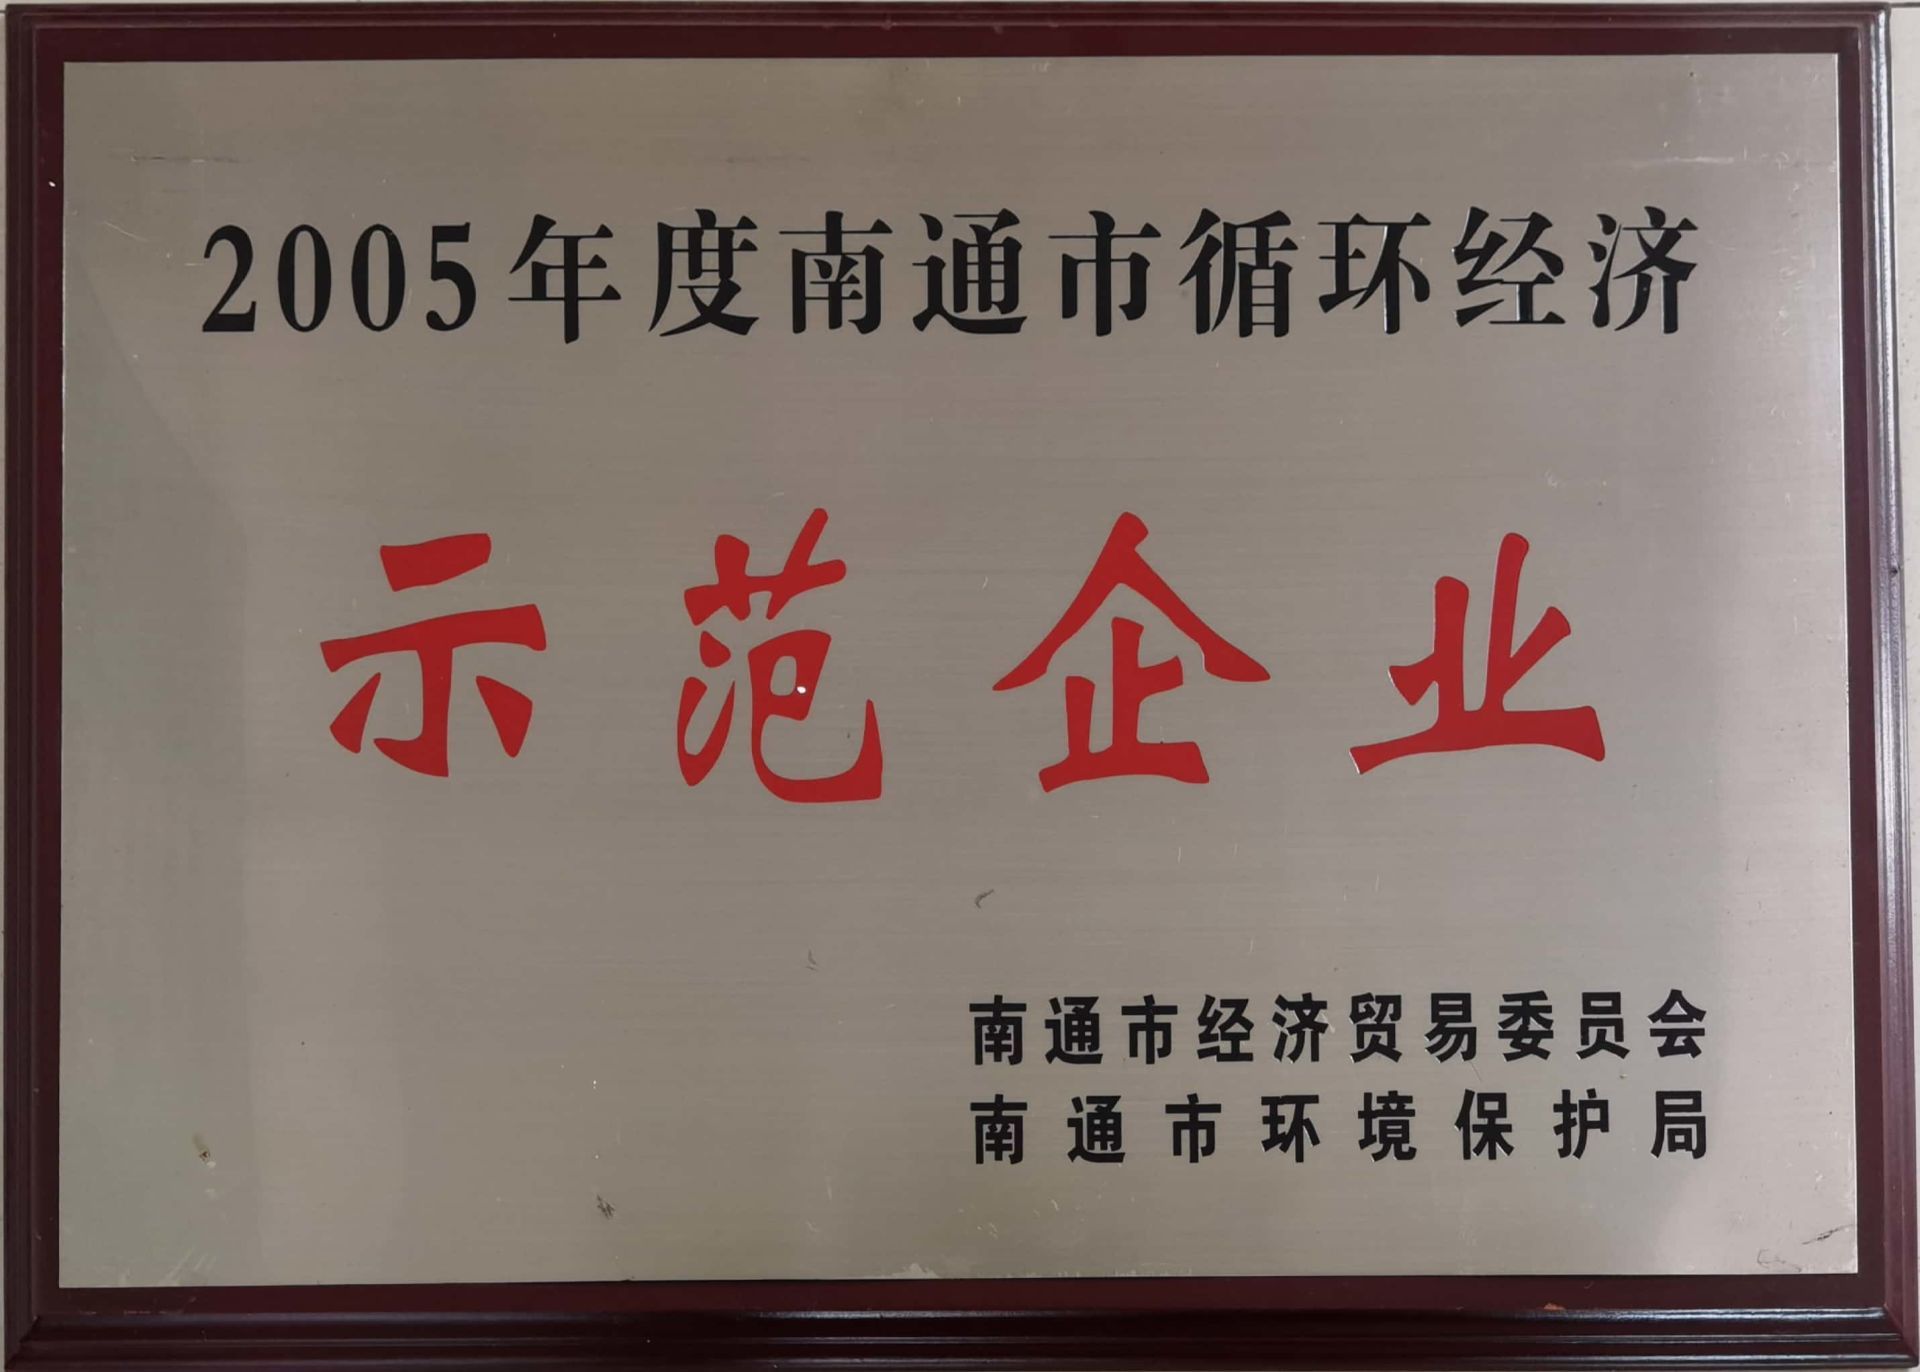 2005年度南通市循环经济
示范企业
南通市经济贸易委员会
南通市环境保护局